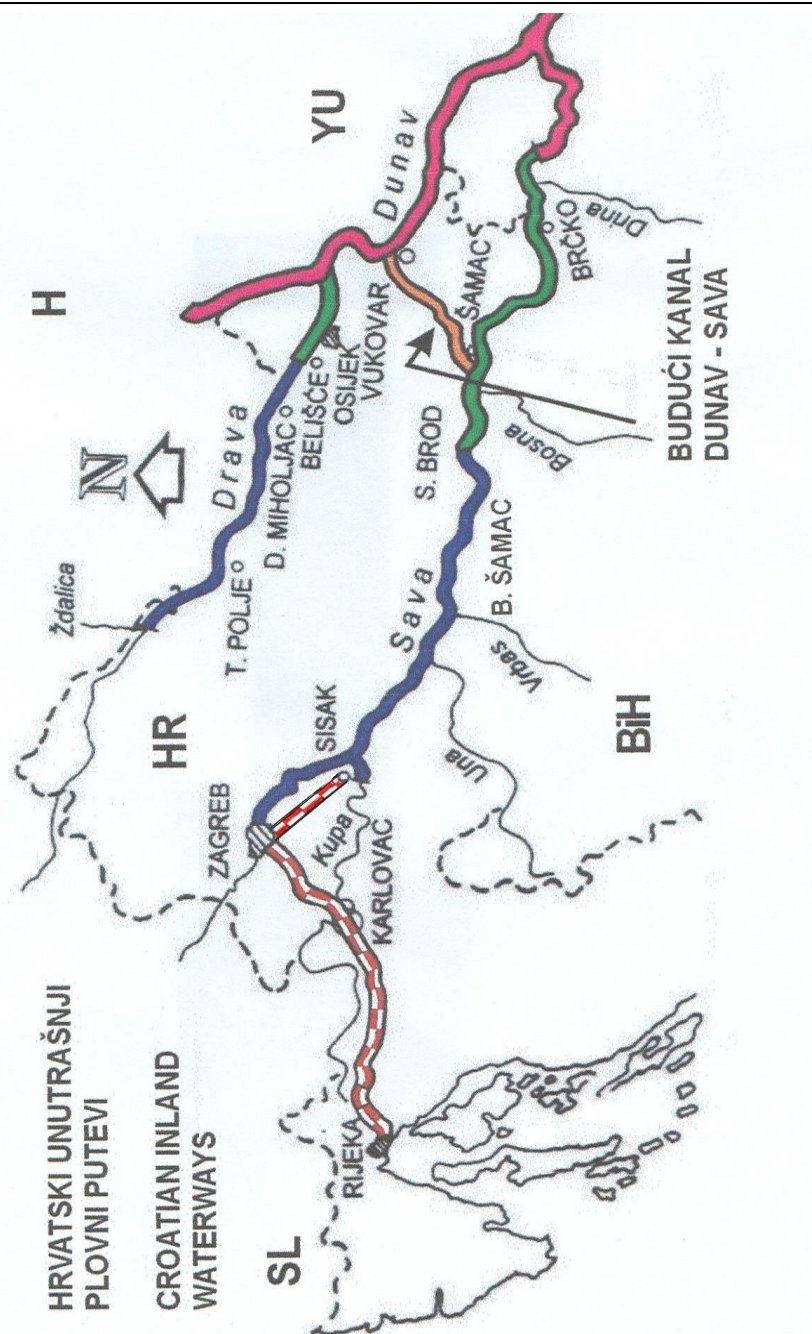 HRVATSKI UNUTRAŠNJI
PLOVNI PUTEVI
CROATIAN INLAND
WATERWAYS
SL
RIJEKA
KARLOVAC
Kupa
ZAGREB
SISAK
HR
Ždalica
T. POLJE
N
Drava
D. MIHOLJAC
BELIŠĆE
OSIJEK
VUKOVAR
H
YU
Dunav
Sava
S. BROD
B. ŠAMAC
ŠAMAC
BRČKO
Drina
Bosna
Vrbas
Una
BiH
BUDUĆI KANAL
DUNAV - SAVA